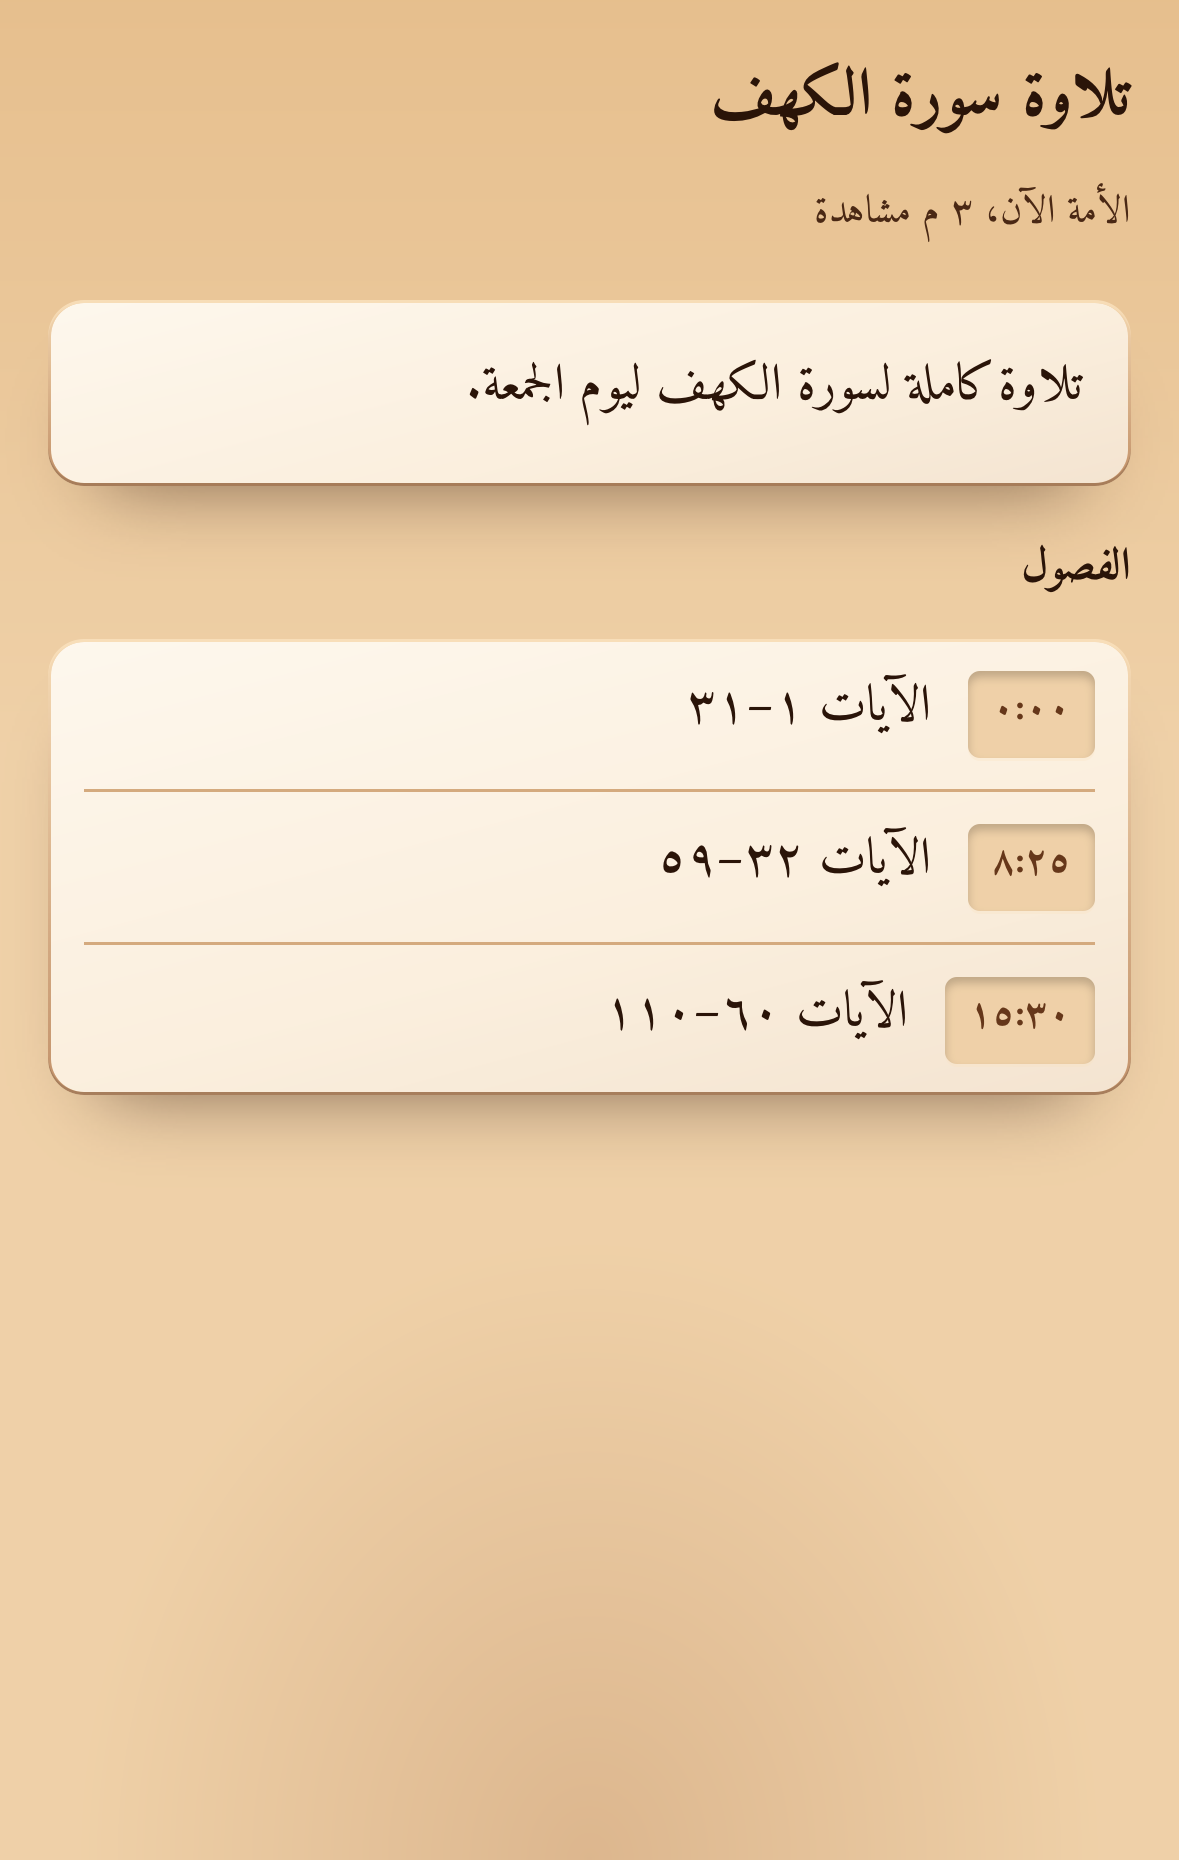 تلاوة سورة الكهف
الأمة الآن، ٣ م مشاهدة
تلاوة كاملة لسورة الكهف ليوم الجمعة.
الفصول
٠:٠٠ الآيات ١–٣١
٨:٢٥ الآيات ٣٢–٥٩
١٥:٣٠ الآيات ٦٠–١١٠